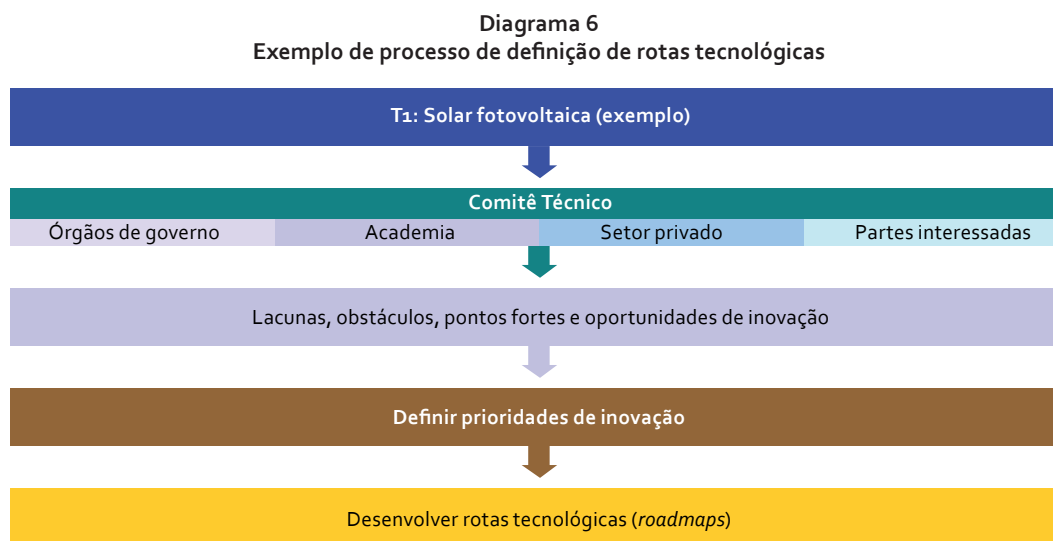 Diagrama 6
Exemplo de processo de definição de rotas tecnológicas
T1: Solar fotovoltaica (exemplo)
Comitê Técnico
Órgãos de governo Academia Setor privado Partes interessadas
Lacunas, obstáculos, pontos fortes e oportunidades de inovação
Definir prioridades de inovação
Desenvolver rotas tecnológicas (roadmaps)